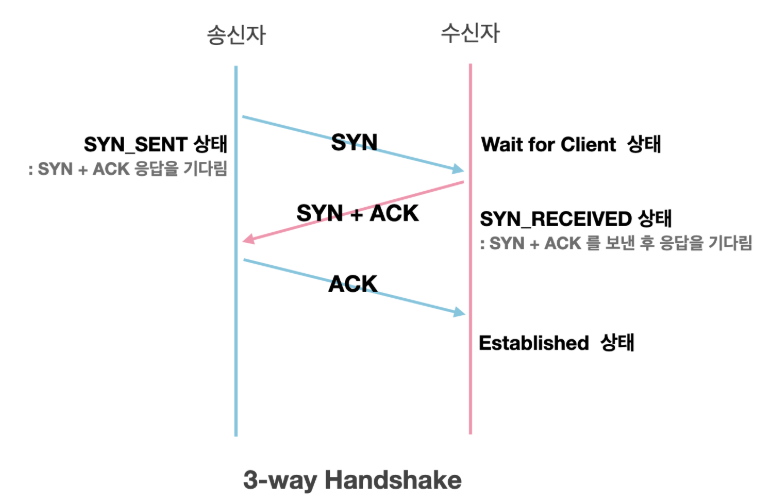 송신자
수신자
SYN_SENT 상태
: SYN + ACK 응답을 기다림
SYN
Wait for Client 상태
SYN + ACK
SYN_RECEIVED 상태
: SYN + ACK 를 보낸 후 응답을 기다림
ACK
Established 상태
3-way Handshake